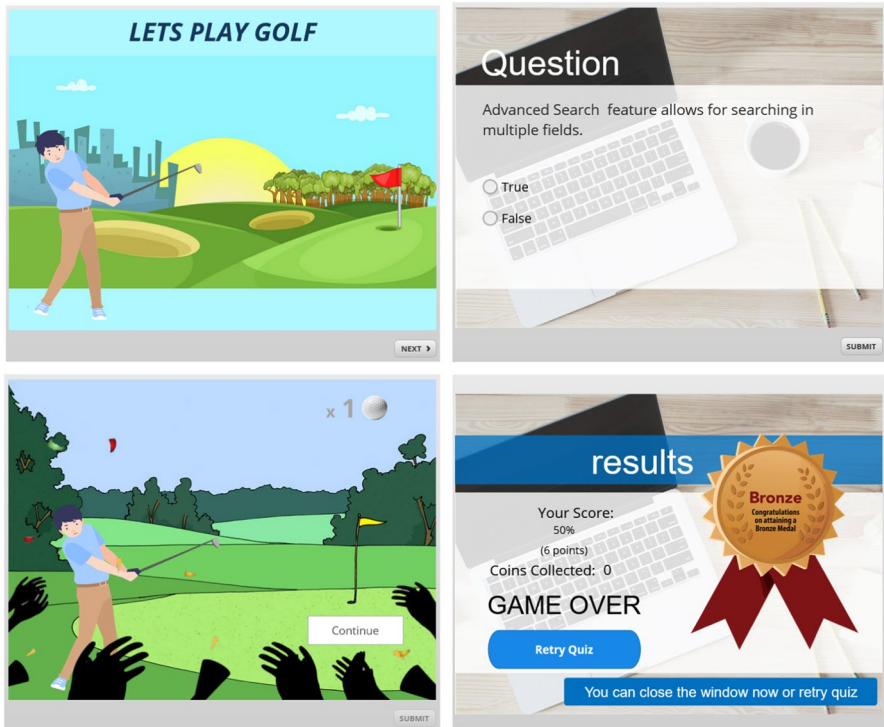 LETS PLAY GOLF
NEXT
Question
Advanced Search feature allows for searching in
multiple fields.
True
False
SUBMIT
x 1
Continue
SUBMIT
results
Your Score:
50%
(6 points)
Coins Collected: 0
GAME OVER
Retry Quiz
Bronze
Congratulations
on attaining a
Bronze Medal
You can close the window now or retry quiz